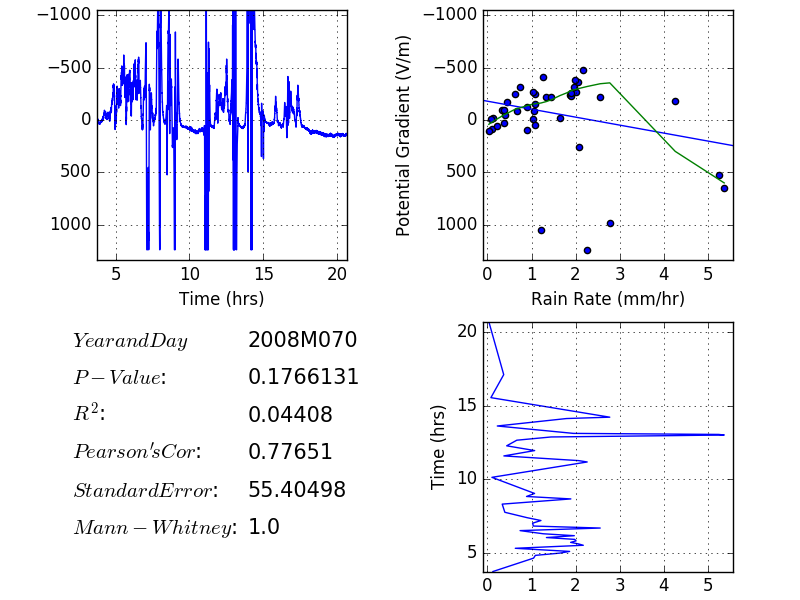 −1000
−500
0
500
1000
5 10 15 20
Time (hrs)
Potential Gradient (V/m)
−1000
−500
0
500
1000
0 1 2 3 4 5
Rain Rate (mm/hr)
YearandDay 2008M070
P−Value: 0.1766131
R²: 0.04408
Pearson'sCor: 0.77651
StandardError: 55.40498
Mann−Whitney: 1.0
Time (hrs)
20
15
10
5
0 1 2 3 4 5